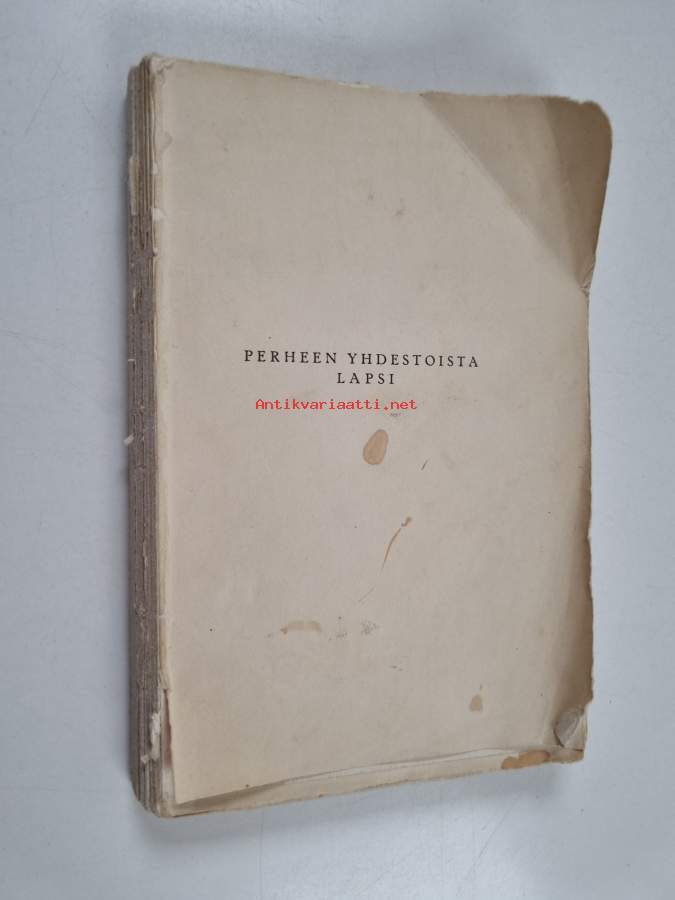 PERHEEN YHDESTOISTA
LAPSI
Antikvariaatti.net